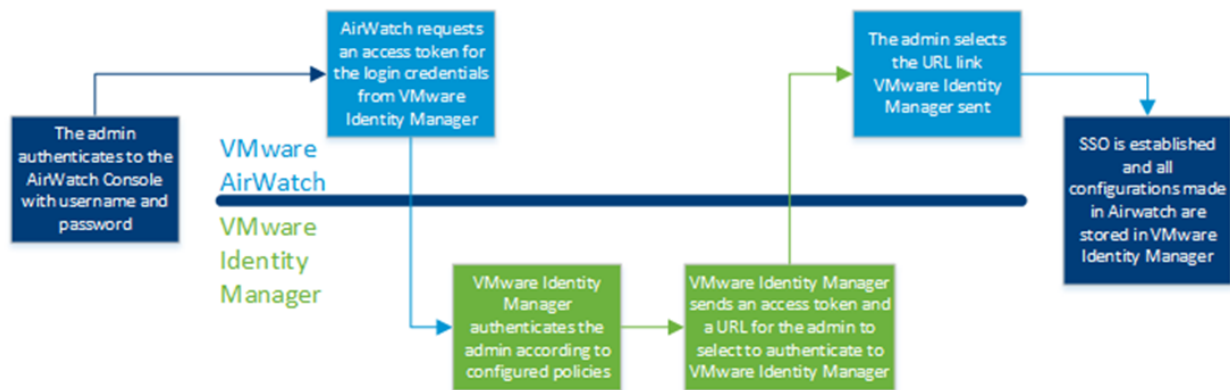 The admin
authenticates to the
AirWatch Console
with username and
password
AirWatch requests
an access token for
the login credentials
from VMware
Identity Manager
VMware
AirWatch
VMware
Identity
Manager
VMware Identity
Manager
authenticates the
admin according to
configured policies
VMware Identity Manager
sends an access token and
a URL for the admin to
select to authenticate to
VMware Identity Manager
The admin selects
the URL link
VMware Identity
Manager sent
SSO is established
and all
configurations made
in Airwatch are
stored in VMware
Identity Manager